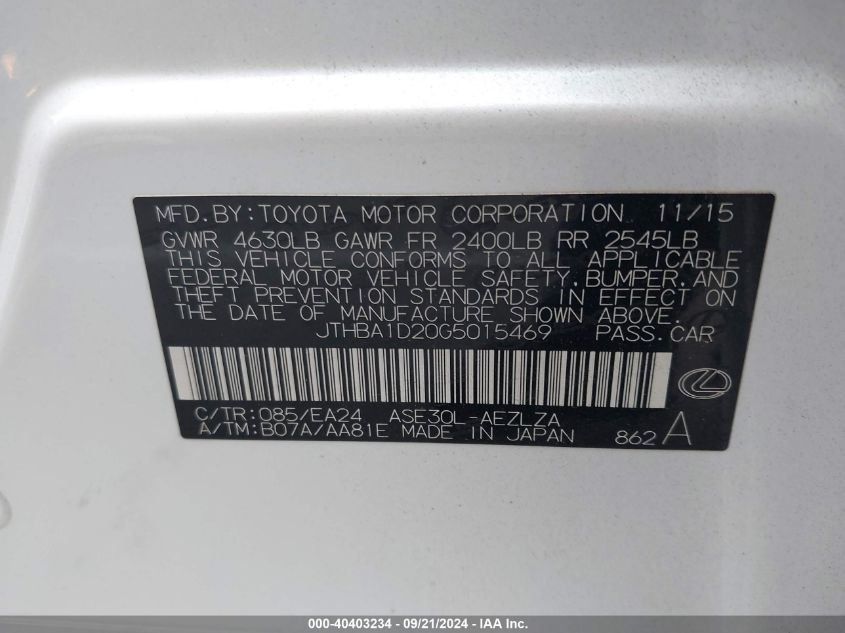 MFD.BY:TOYOTA MOTOR CORPORATION 11/15
GVWR 4630LB GAWR FR 2400LB RR 2545LB
THIS VEHICLE CONFORMS TO ALL APPLICABLE
FEDERAL MOTOR VEHICLE SAFETY,BUMPER,AND
THEFT PREVENTION STANDARDS IN EFFECT ON
THE DATE OF MANUFACTURE SHOWN ABOVE.
JTHBA1D20G5015469 PASS.CAR
C/TR:085/EA24 ASE30L-AEZLZA
A/TM:B07A/AA81E MADE IN JAPAN 862 A
000-40403234 - 09/21/2024 - IAA Inc.